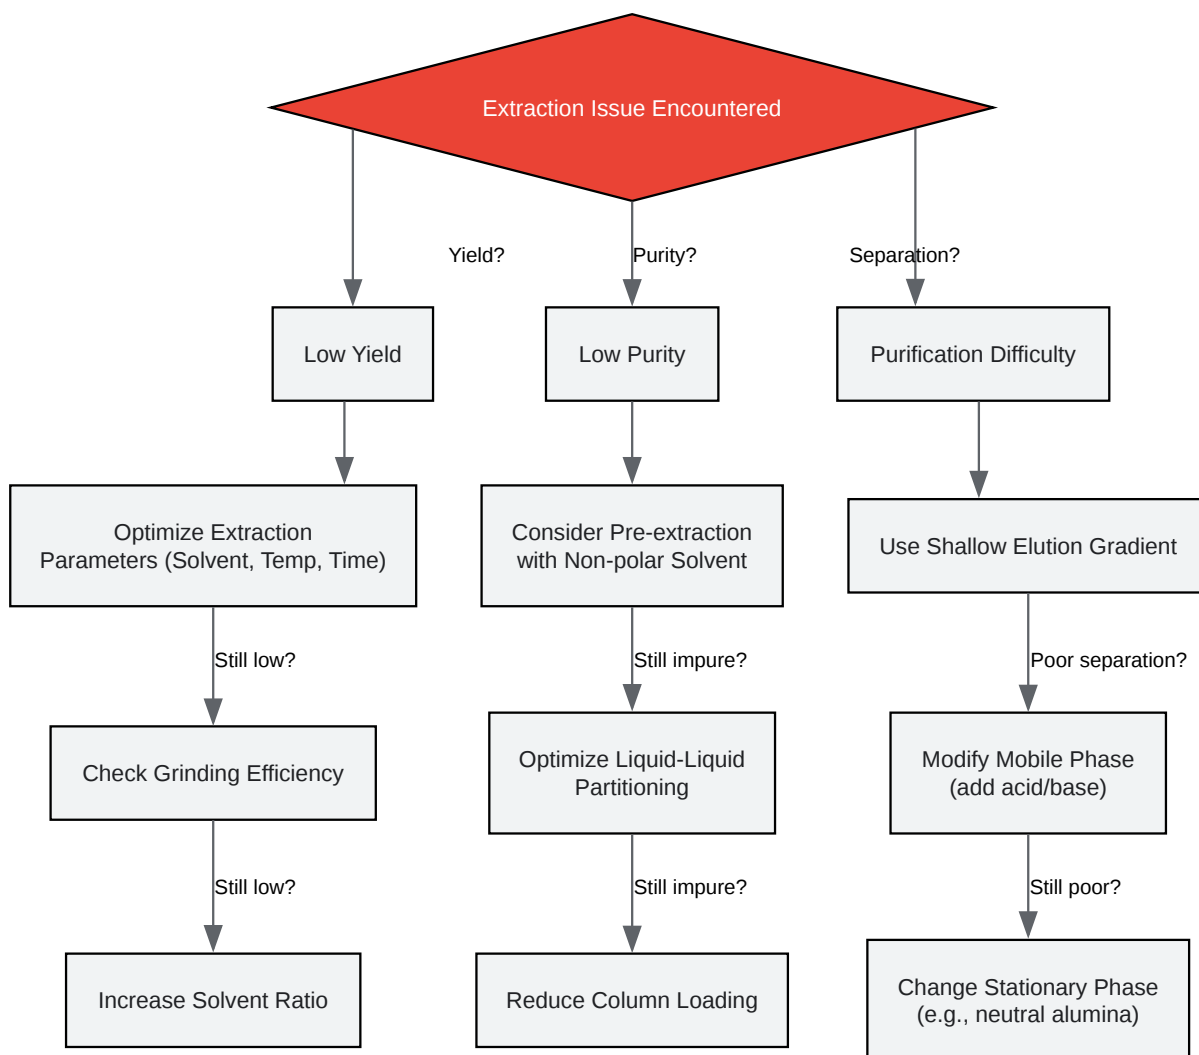 Extraction Issue Encountered
Yield?
Purity?
Separation?
Low Yield
Low Purity
Purification Difficulty
Optimize Extraction
Parameters (Solvent, Temp, Time)
Consider Pre-extraction
with Non-polar Solvent
Use Shallow Elution Gradient
Still low?
Still impure?
Poor separation?
Check Grinding Efficiency
Optimize Liquid-Liquid
Partitioning
Modify Mobile Phase
(add acid/base)
Still low?
Still impure?
Still poor?
Increase Solvent Ratio
Reduce Column Loading
Change Stationary Phase
(e.g., neutral alumina)